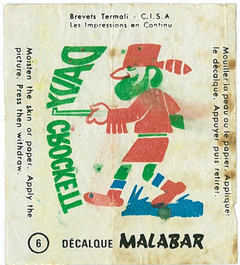 Brevets Termali - C.I.S.A.
Les Impressions en Continu
Mouiller la peau ou le papier. Appliquer
le décalque. Appuyer puis retirer.
DAVY CROCKETT
Moisten the skin or paper. Apply the
picture. Press then withdraw.
6 DÉCALQUE MALABAR